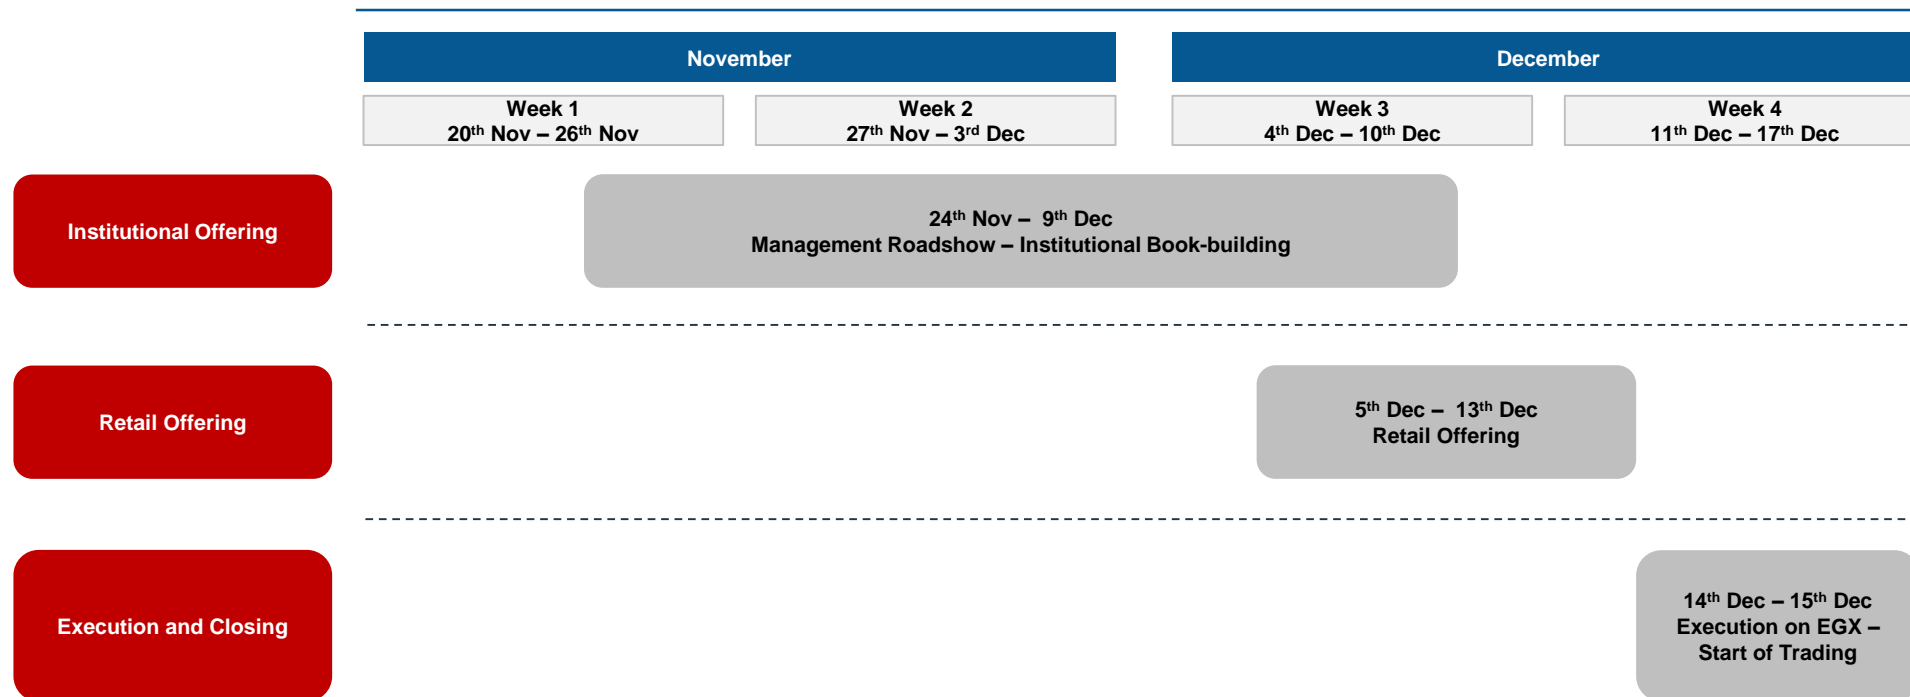 November
December
Week 1
20th Nov – 26th Nov
Week 2
27th Nov – 3rd Dec
Week 3
4th Dec – 10th Dec
Week 4
11th Dec – 17th Dec
Institutional Offering
24th Nov – 9th Dec
Management Roadshow – Institutional Book-building
Retail Offering
5th Dec – 13th Dec
Retail Offering
Execution and Closing
14th Dec – 15th Dec
Execution on EGX –
Start of Trading